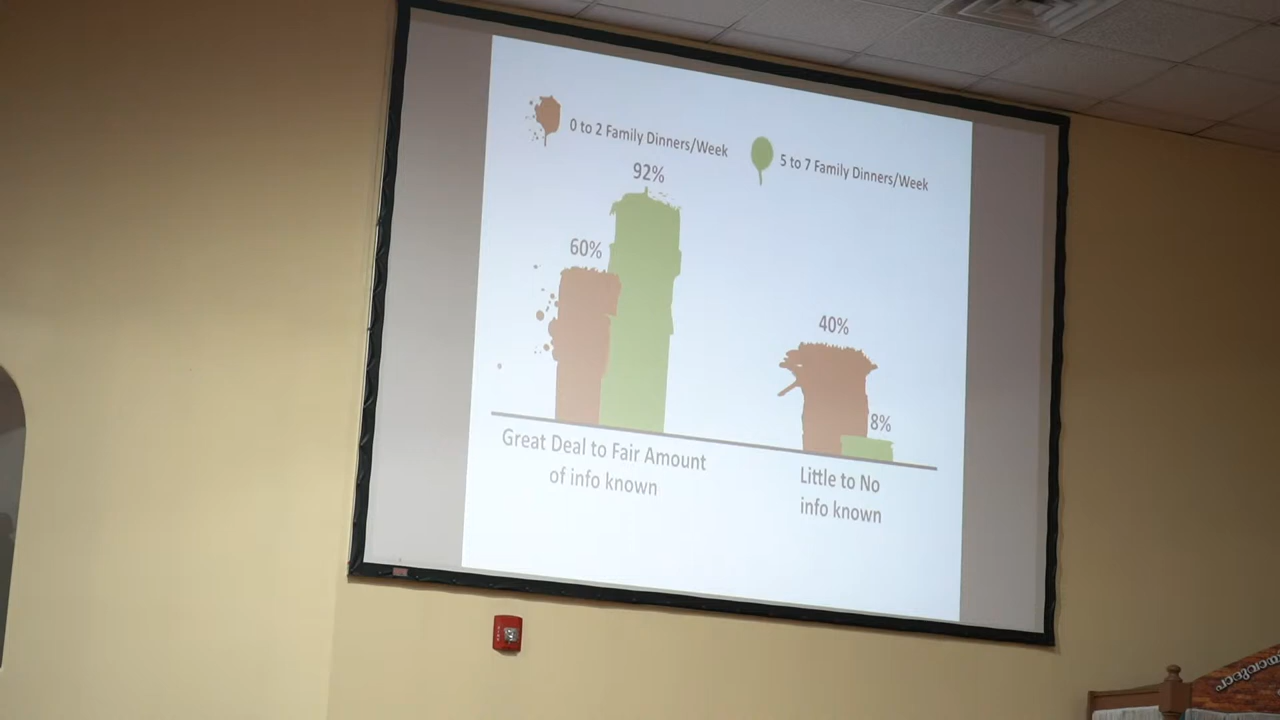 0 to 2 Family Dinners/Week
5 to 7 Family Dinners/Week
92%
60%
40%
8%
Great Deal to Fair Amount
of info known
Little to No
info known